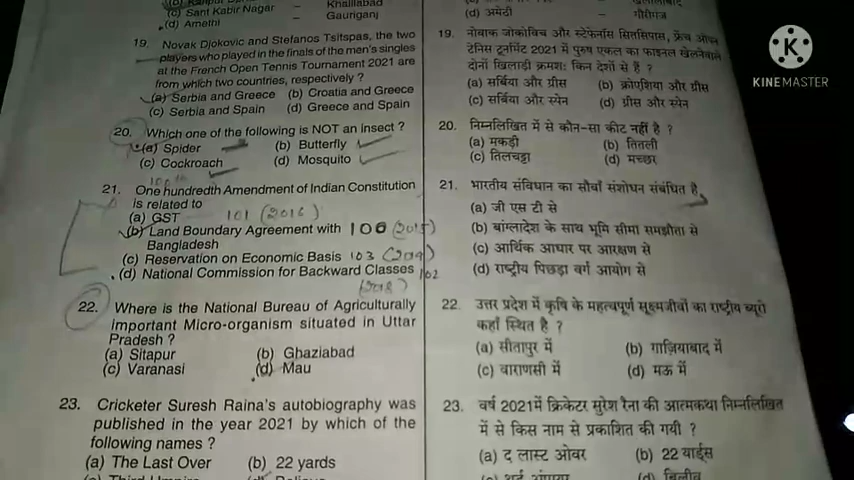 (c) Sant Kabir Nagar – Khalilabad
(d) Amethi – Gauriganj
19. Novak Djokovic and Stefanos Tsitspas, the two
players who played in the finals of the men's singles
at the French Open Tennis Tournament 2021 are
from which two countries, respectively ?
(a) Serbia and Greece (b) Croatia and Greece
(c) Serbia and Spain (d) Greece and Spain
20. Which one of the following is NOT an insect ?
(a) Spider (b) Butterfly
(c) Cockroach (d) Mosquito
100th
21. One hundredth Amendment of Indian Constitution
is related to
(a) GST 101 (2016)
(b) Land Boundary Agreement with 100 (2015)
Bangladesh
(c) Reservation on Economic Basis 103 (2019)
(d) National Commission for Backward Classes 102
(2018)
22. Where is the National Bureau of Agriculturally
Important Micro-organism situated in Uttar
Pradesh ?
(a) Sitapur (b) Ghaziabad
(c) Varanasi (d) Mau
23. Cricketer Suresh Raina's autobiography was
published in the year 2021 by which of the
following names ?
(a) The Last Over (b) 22 yards
(d) अमेठी – गौरीगंज
19. नोवाक जोकोविच और स्टेफेनॉस सितसिपास, फ्रेंच ओपन
टेनिस टूर्नामेंट 2021 में पुरुष एकल का फाइनल खेलनेवाले
दोनों खिलाड़ी क्रमशः किन देशों से हैं ?
(a) सर्बिया और ग्रीस (b) क्रोएशिया और ग्रीस
(c) सर्बिया और स्पेन (d) ग्रीस और स्पेन
20. निम्नलिखित में से कौन-सा कीट नहीं है ?
(a) मकड़ी (b) तितली
(c) तिलचट्टा (d) मच्छर
21. भारतीय संविधान का सौवाँ संशोधन संबंधित है
(a) जी एस टी से
(b) बांग्लादेश के साथ भूमि सीमा समझौता से
(c) आर्थिक आधार पर आरक्षण से
(d) राष्ट्रीय पिछड़ा वर्ग आयोग से
22. उत्तर प्रदेश में कृषि के महत्वपूर्ण सूक्ष्मजीवों का राष्ट्रीय ब्यूरो
कहाँ स्थित है ?
(a) सीतापुर में (b) गाज़ियाबाद में
(c) वाराणसी में (d) मऊ में
23. वर्ष 2021 में क्रिकेटर सुरेश रैना की आत्मकथा निम्नलिखित
में से किस नाम से प्रकाशित की गयी ?
(a) द लास्ट ओवर (b) 22 यार्ड्स
KINEMASTER